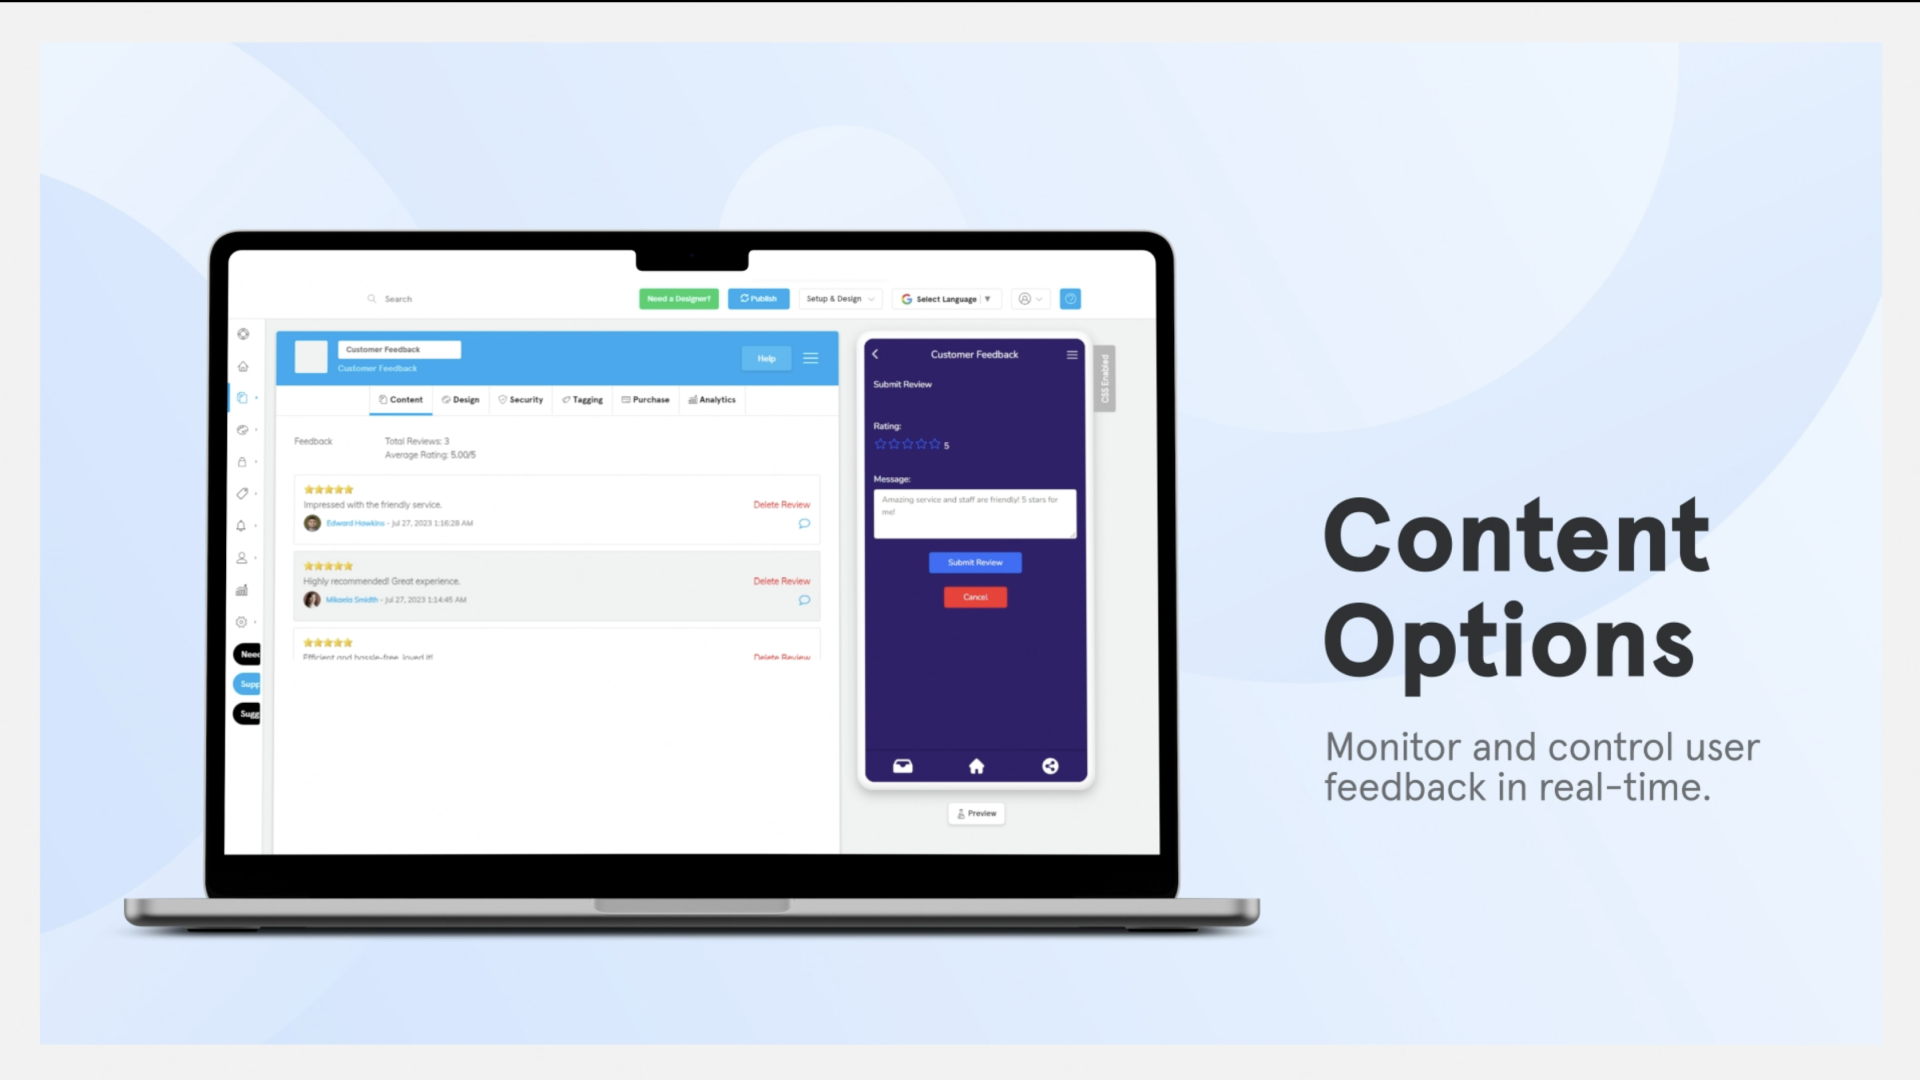 Search
Need a Designer?
Publish
Setup & Design
Select Language
Customer Feedback
Customer Feedback
Help
Content
Design
Security
Tagging
Purchase
Analytics
Feedback
Total Reviews: 3
Average Rating: 5.00/5
Impressed with the friendly service.
Delete Review
Edward Hawkins - Jul 27, 2023 1:16:28 AM
Highly recommended! Great experience.
Delete Review
Mikaela Smidth - Jul 27, 2023 1:14:45 AM
Efficient and hassle-free, loved it!
Delete Review
Need
Supp
Sugg
Customer Feedback
Submit Review
Rating:
5
Message:
Amazing service and staff are friendly! 5 stars for
me!
Submit Review
Cancel
CSS Enabled
Preview
Content
Options
Monitor and control user
feedback in real-time.